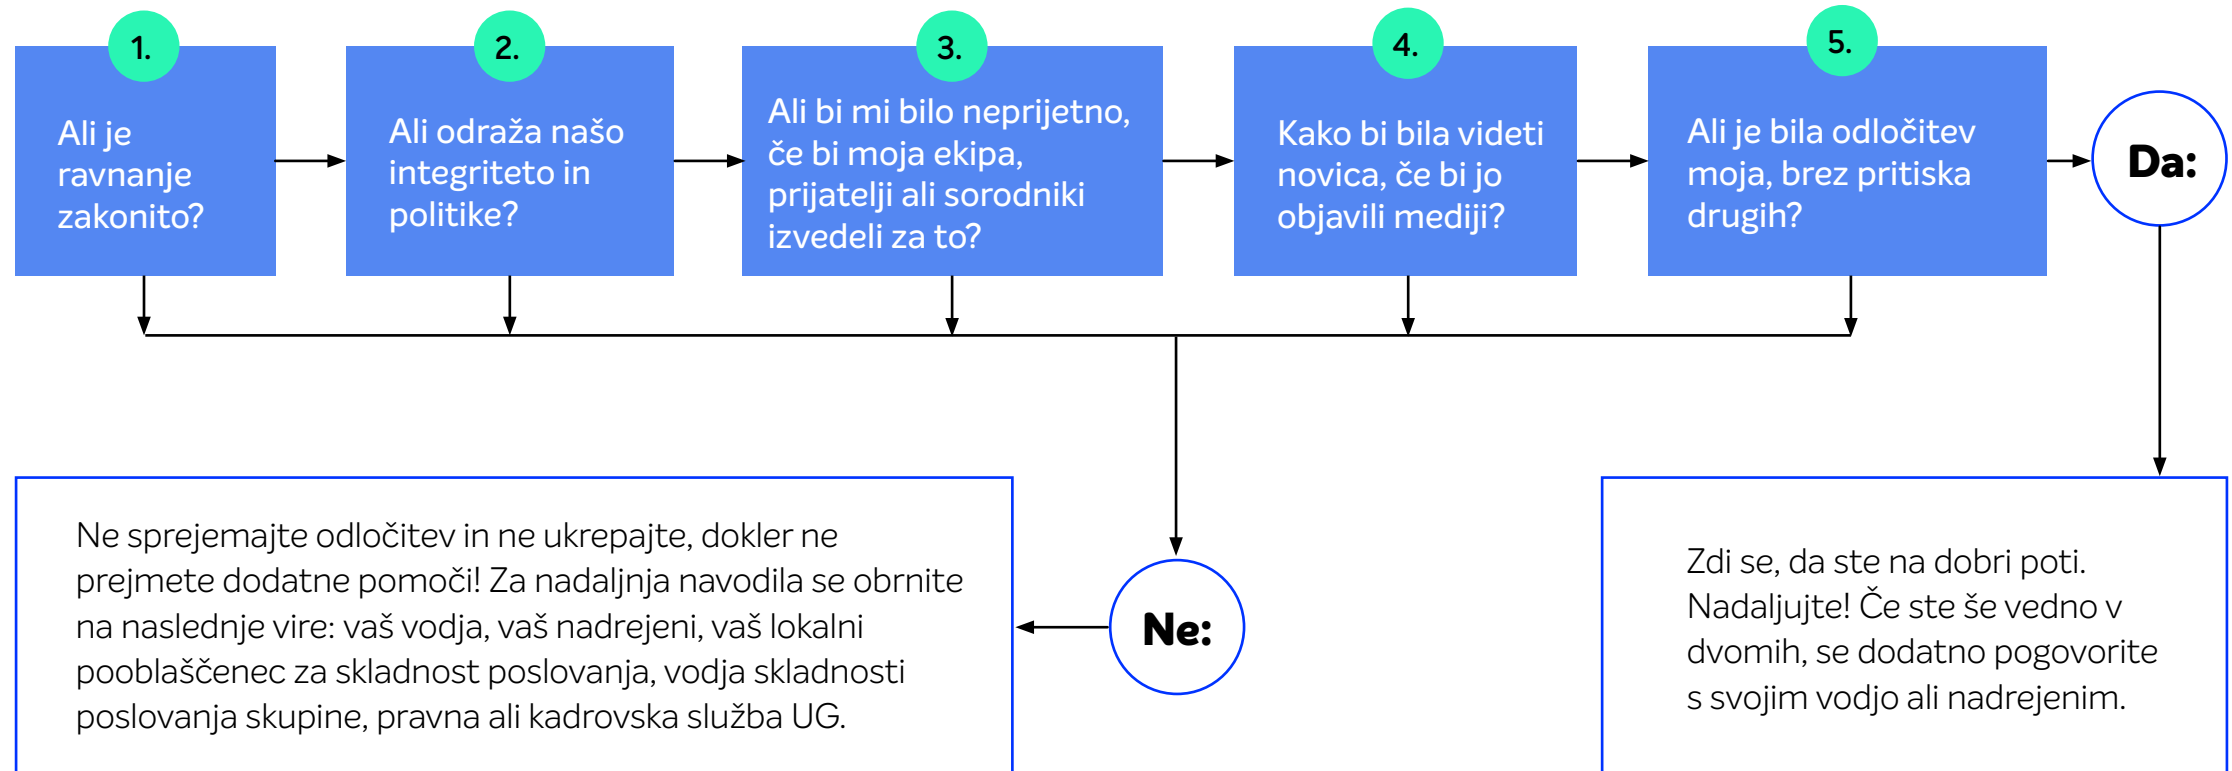 1.
Ali je
ravnanje
zakonito?
2.
Ali odraža našo
integriteto in
politike?
3.
Ali bi mi bilo neprijetno,
če bi moja ekipa,
prijatelji ali sorodniki
izvedeli za to?
4.
Kako bi bila videti
novica, če bi jo
objavili mediji?
5.
Ali je bila odločitev
moja, brez pritiska
drugih?
Da:
Ne sprejemajte odločitev in ne ukrepajte, dokler ne
prejmete dodatne pomoči! Za nadaljnja navodila se obrnite
na naslednje vire: vaš vodja, vaš nadrejeni, vaš lokalni
pooblaščenec za skladnost poslovanja, vodja skladnosti
poslovanja skupine, pravna ali kadrovska služba UG.
Ne:
Zdi se, da ste na dobri poti.
Nadaljujte! Če ste še vedno v
dvomih, se dodatno pogovorite
s svojim vodjo ali nadrejenim.